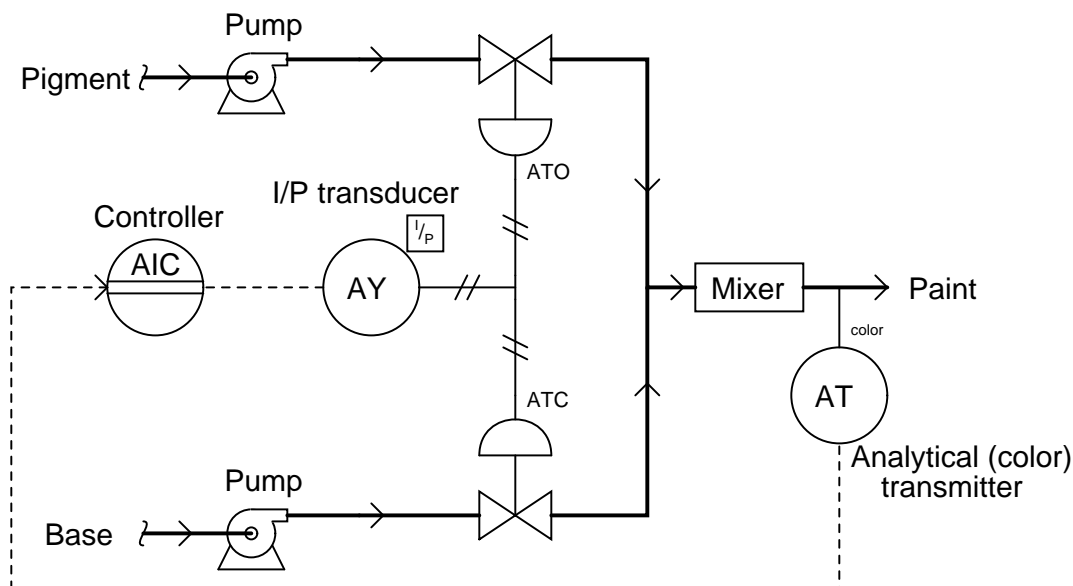 Pump
Pigment
ATO
I/P transducer
I/P
Controller
AIC
AY
Mixer
Paint
color
ATC
AT
Analytical (color)
transmitter
Pump
Base